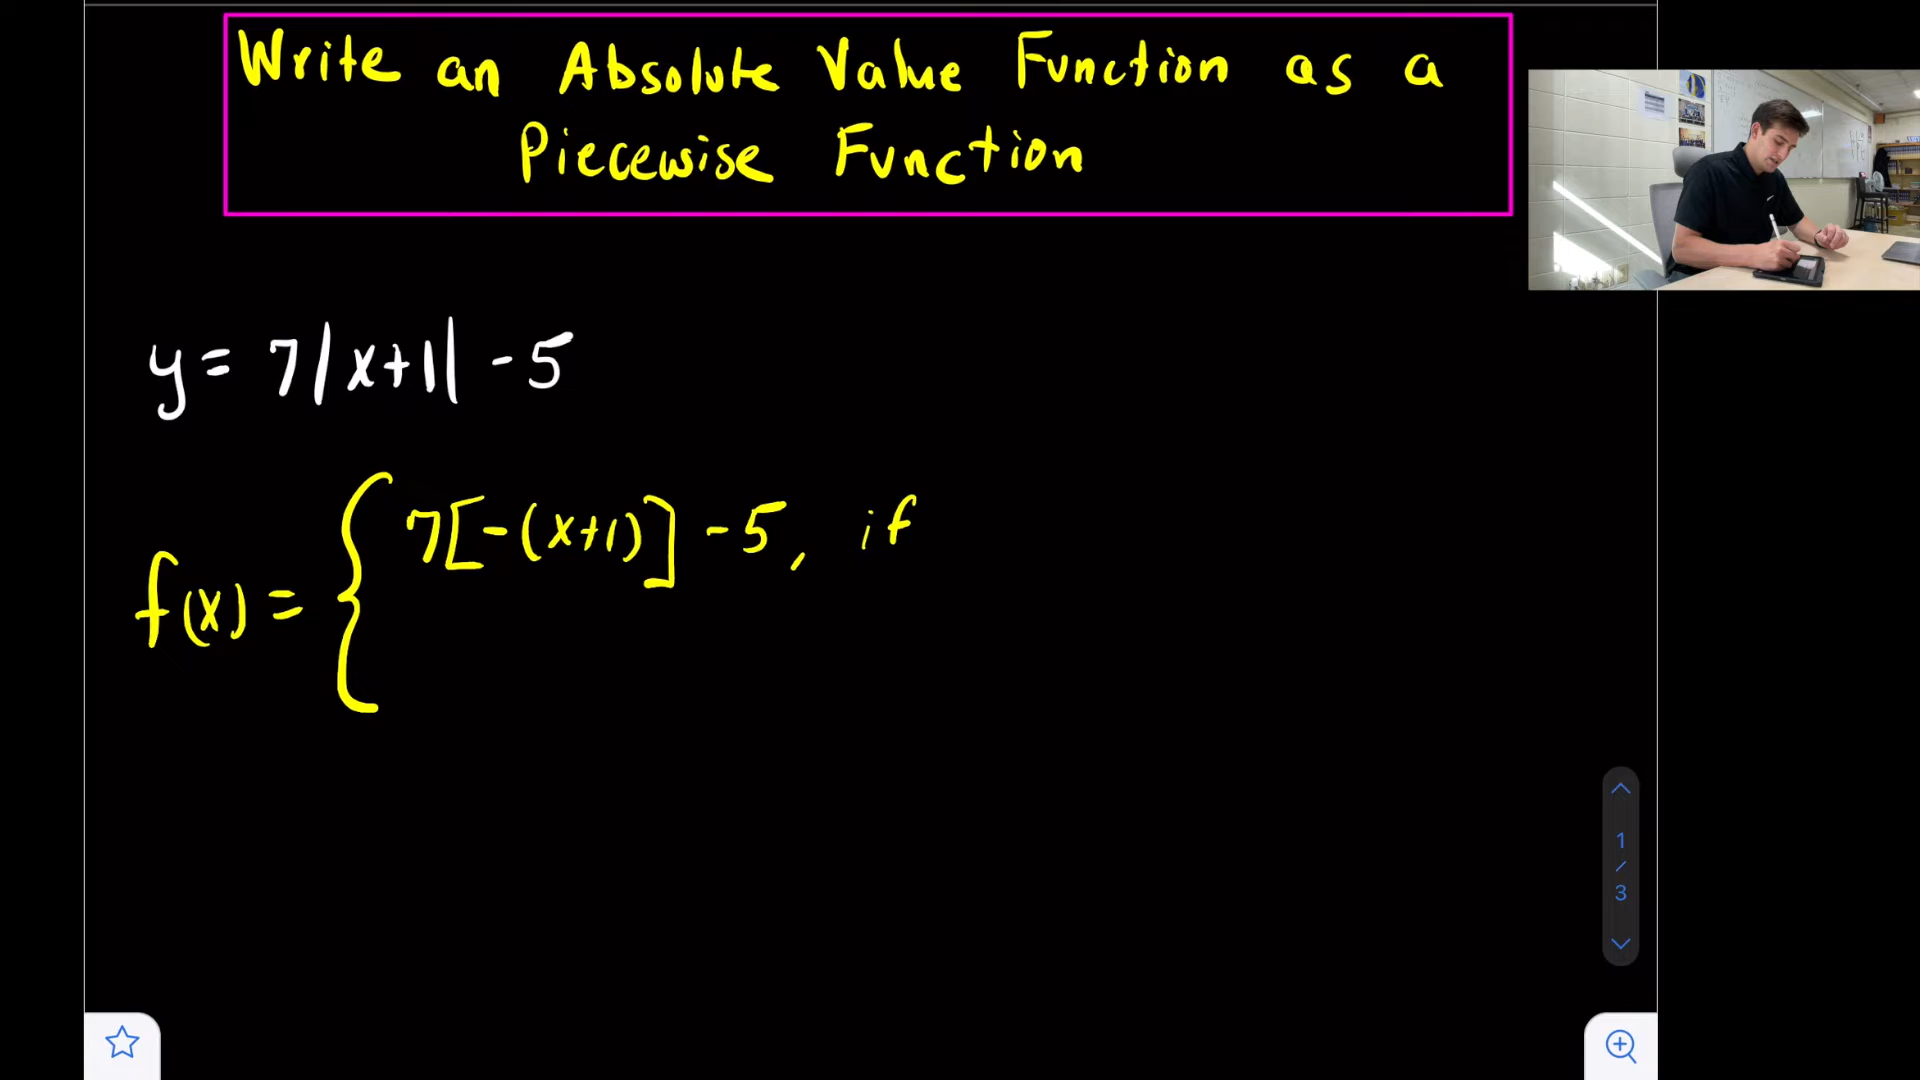 Write an Absolute Value Function as a
Piecewise Function
y = 7|x+1| - 5
f(x) = { 7[-(x+1)] - 5, if
1
/
3